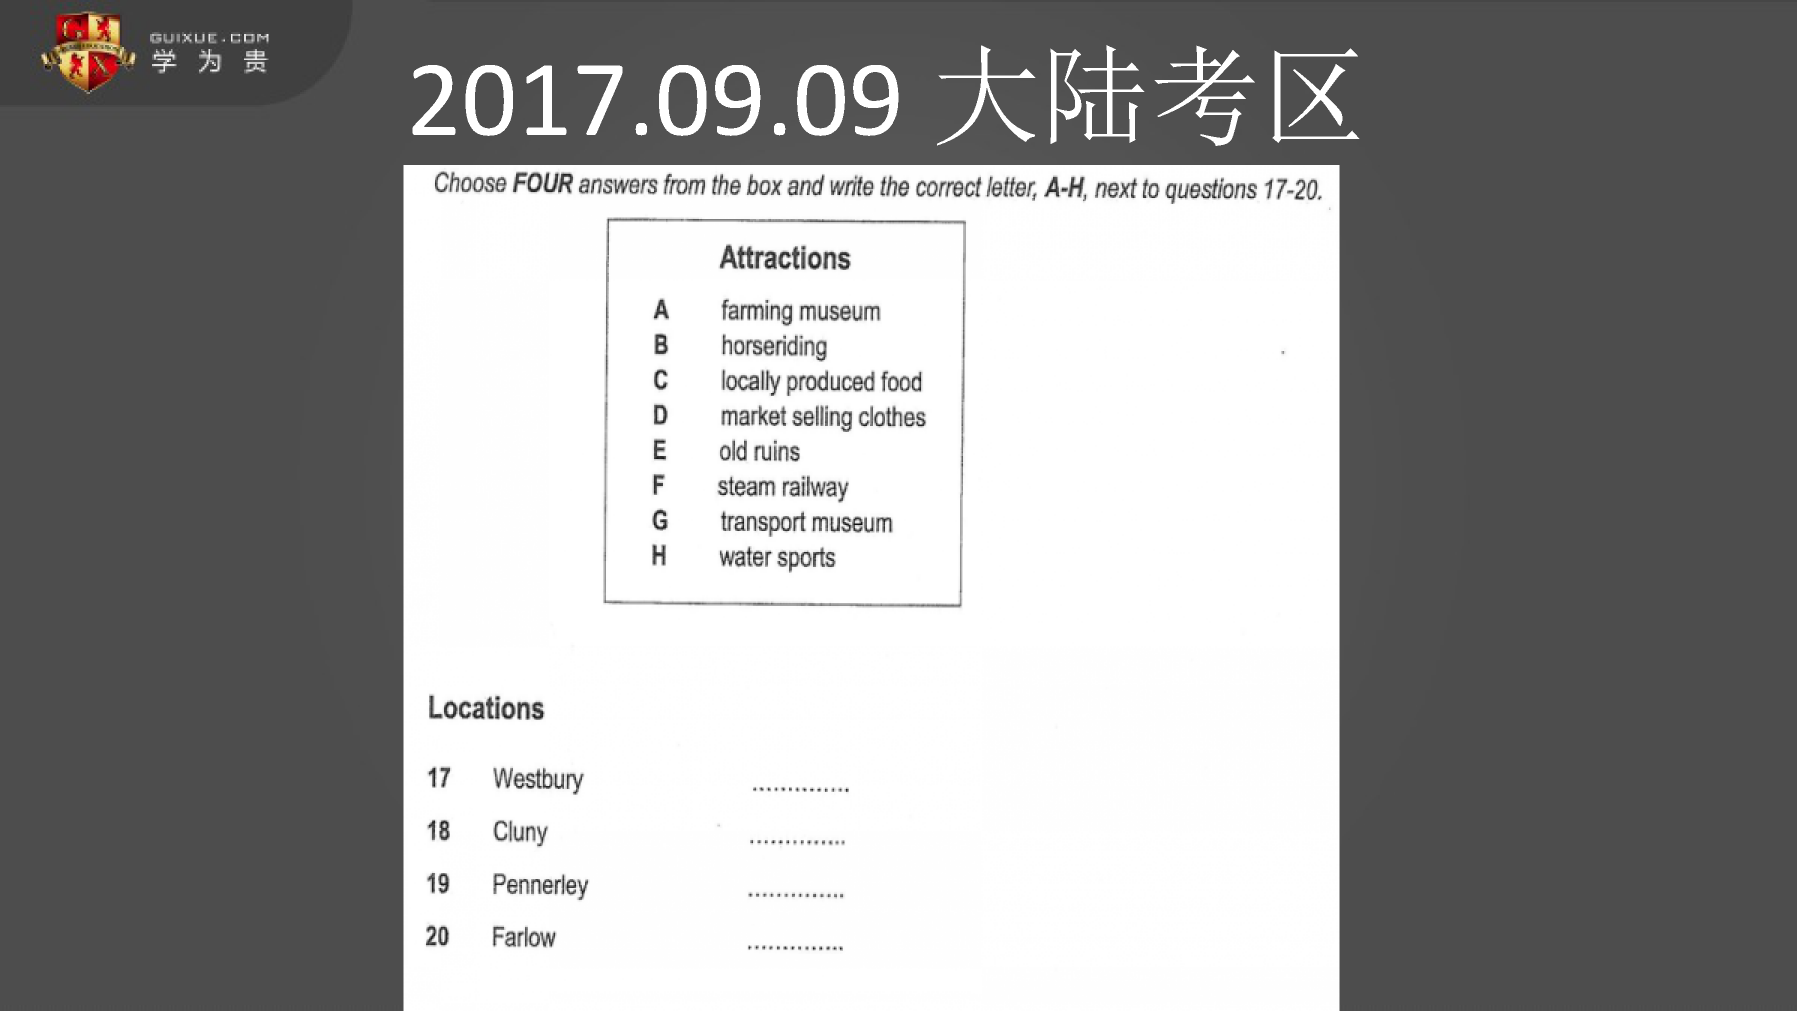 GUIXUE.COM
学为贵
2017.09.09 大陆考区
Choose FOUR answers from the box and write the correct letter, A-H, next to questions 17-20.
Attractions
A farming museum
B horseriding
C locally produced food
D market selling clothes
E old ruins
F steam railway
G transport museum
H water sports
Locations
17 Westbury ..............
18 Cluny ..............
19 Pennerley ..............
20 Farlow ..............